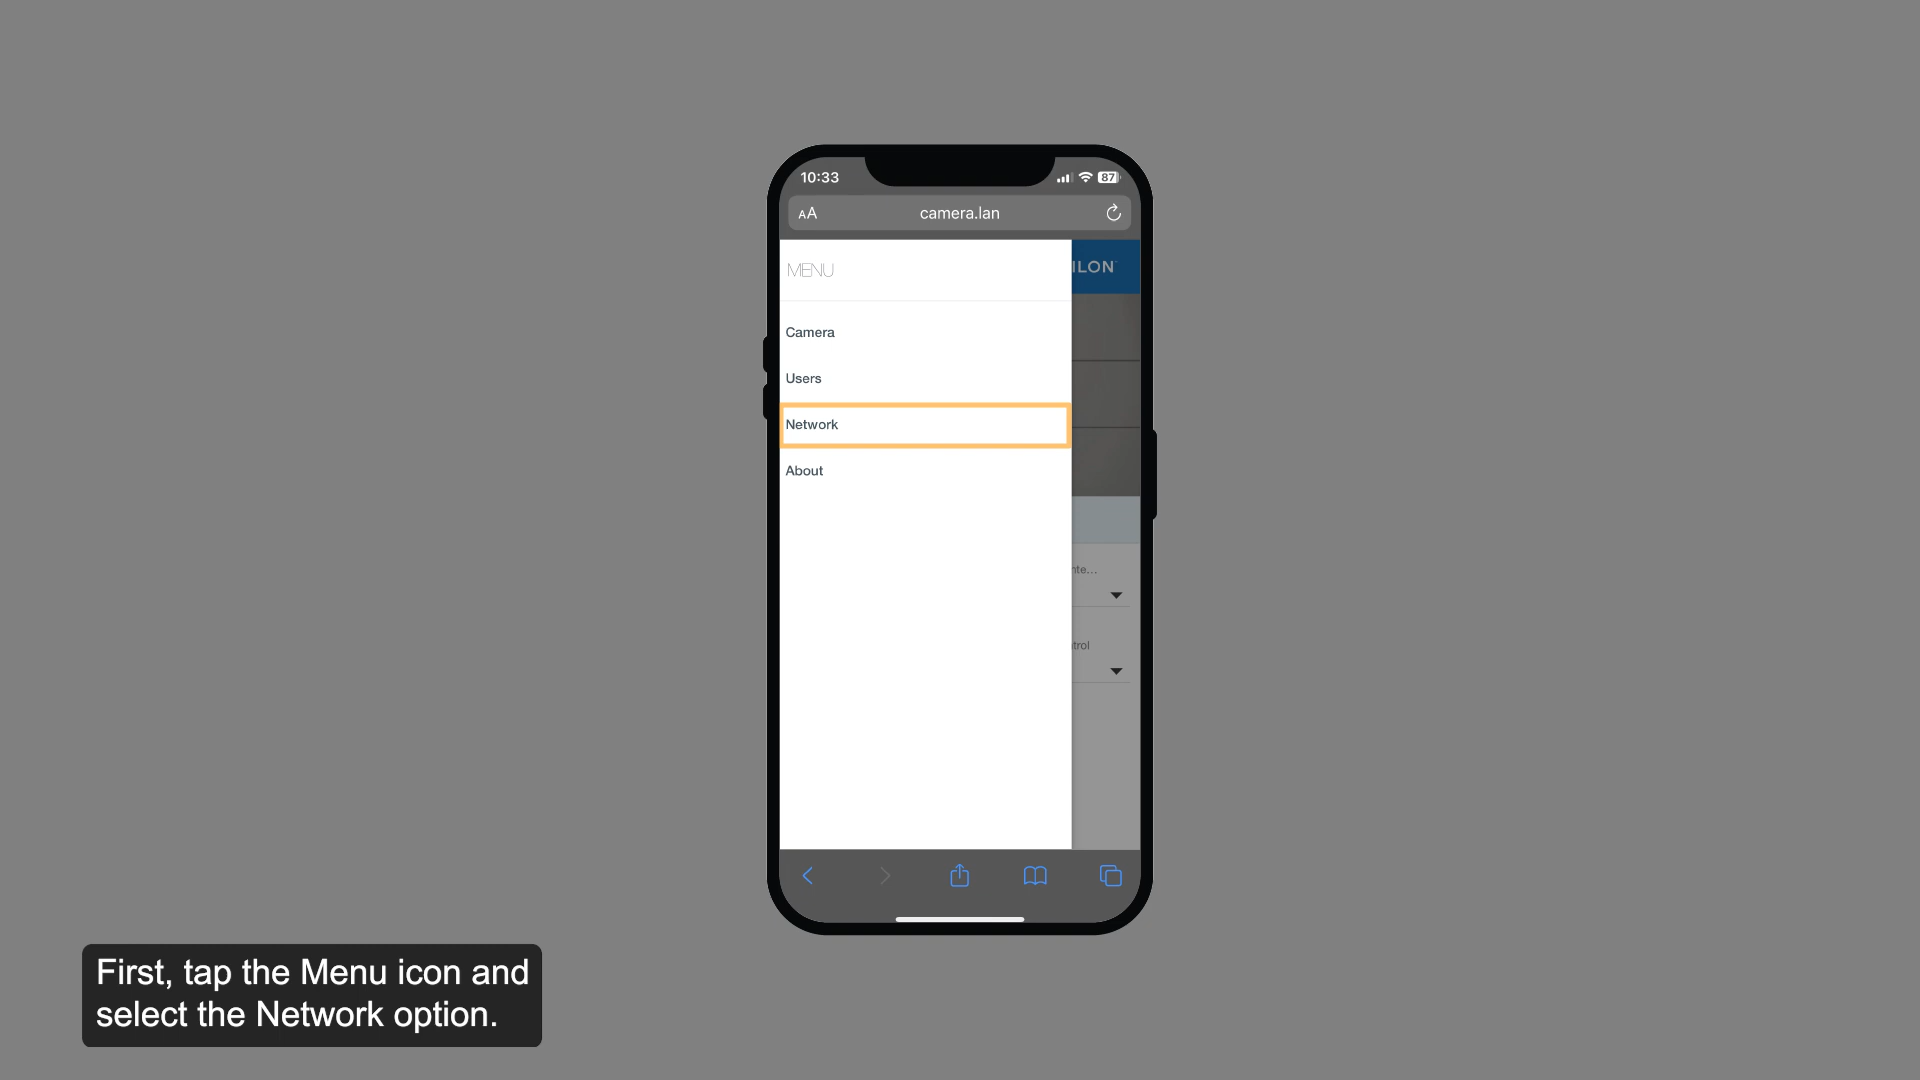 10:33
87
AA
camera.lan
MENU
ILON
Camera
Users
Network
About
nte...
trol
First, tap the Menu icon and
select the Network option.